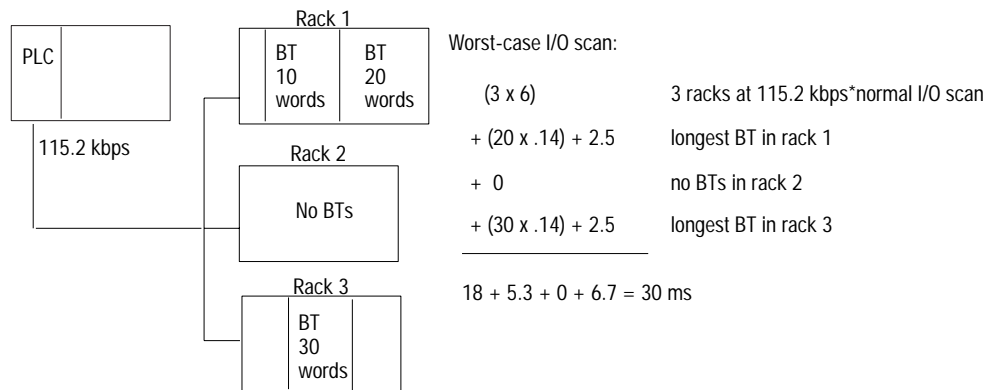 PLC
115.2 kbps
Rack 1
BT
10
words
BT
20
words
Rack 2
No BTs
Rack 3
BT
30
words
Worst-case I/O scan:
(3 x 6) 3 racks at 115.2 kbps*normal I/O scan
+ (20 x .14) + 2.5 longest BT in rack 1
+ 0 no BTs in rack 2
+ (30 x .14) + 2.5 longest BT in rack 3
18 + 5.3 + 0 + 6.7 = 30 ms